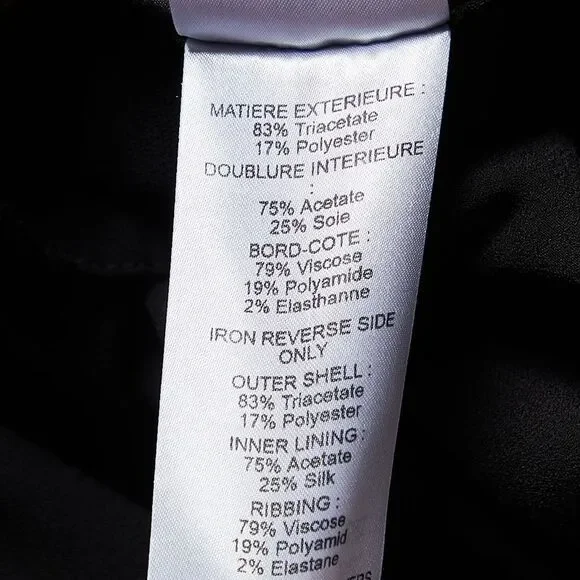 MATIERE EXTERIEURE :
83% Triacetate
17% Polyester
DOUBLURE INTERIEURE
:
75% Acetate
25% Soie
BORD-COTE :
79% Viscose
19% Polyamide
2% Elasthanne
IRON REVERSE SIDE
ONLY
OUTER SHELL :
83% Triacetate
17% Polyester
INNER LINING :
75% Acetate
25% Silk
RIBBING :
79% Viscose
19% Polyamid
2% Elastane